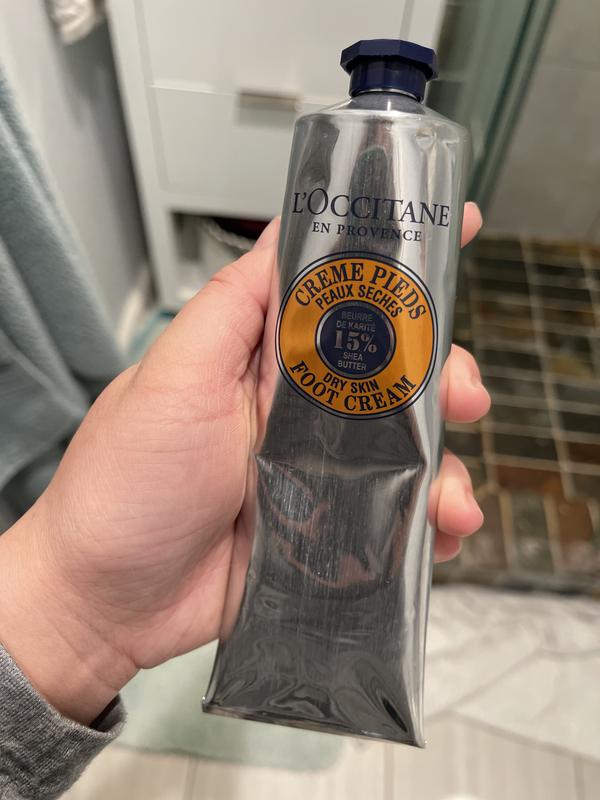 L'OCCITANE
EN PROVENCE
CREME PIEDS
PEAUX SECHES
BEURRE
DE KARITÉ
15%
SHEA
BUTTER
DRY SKIN
FOOT CREAM